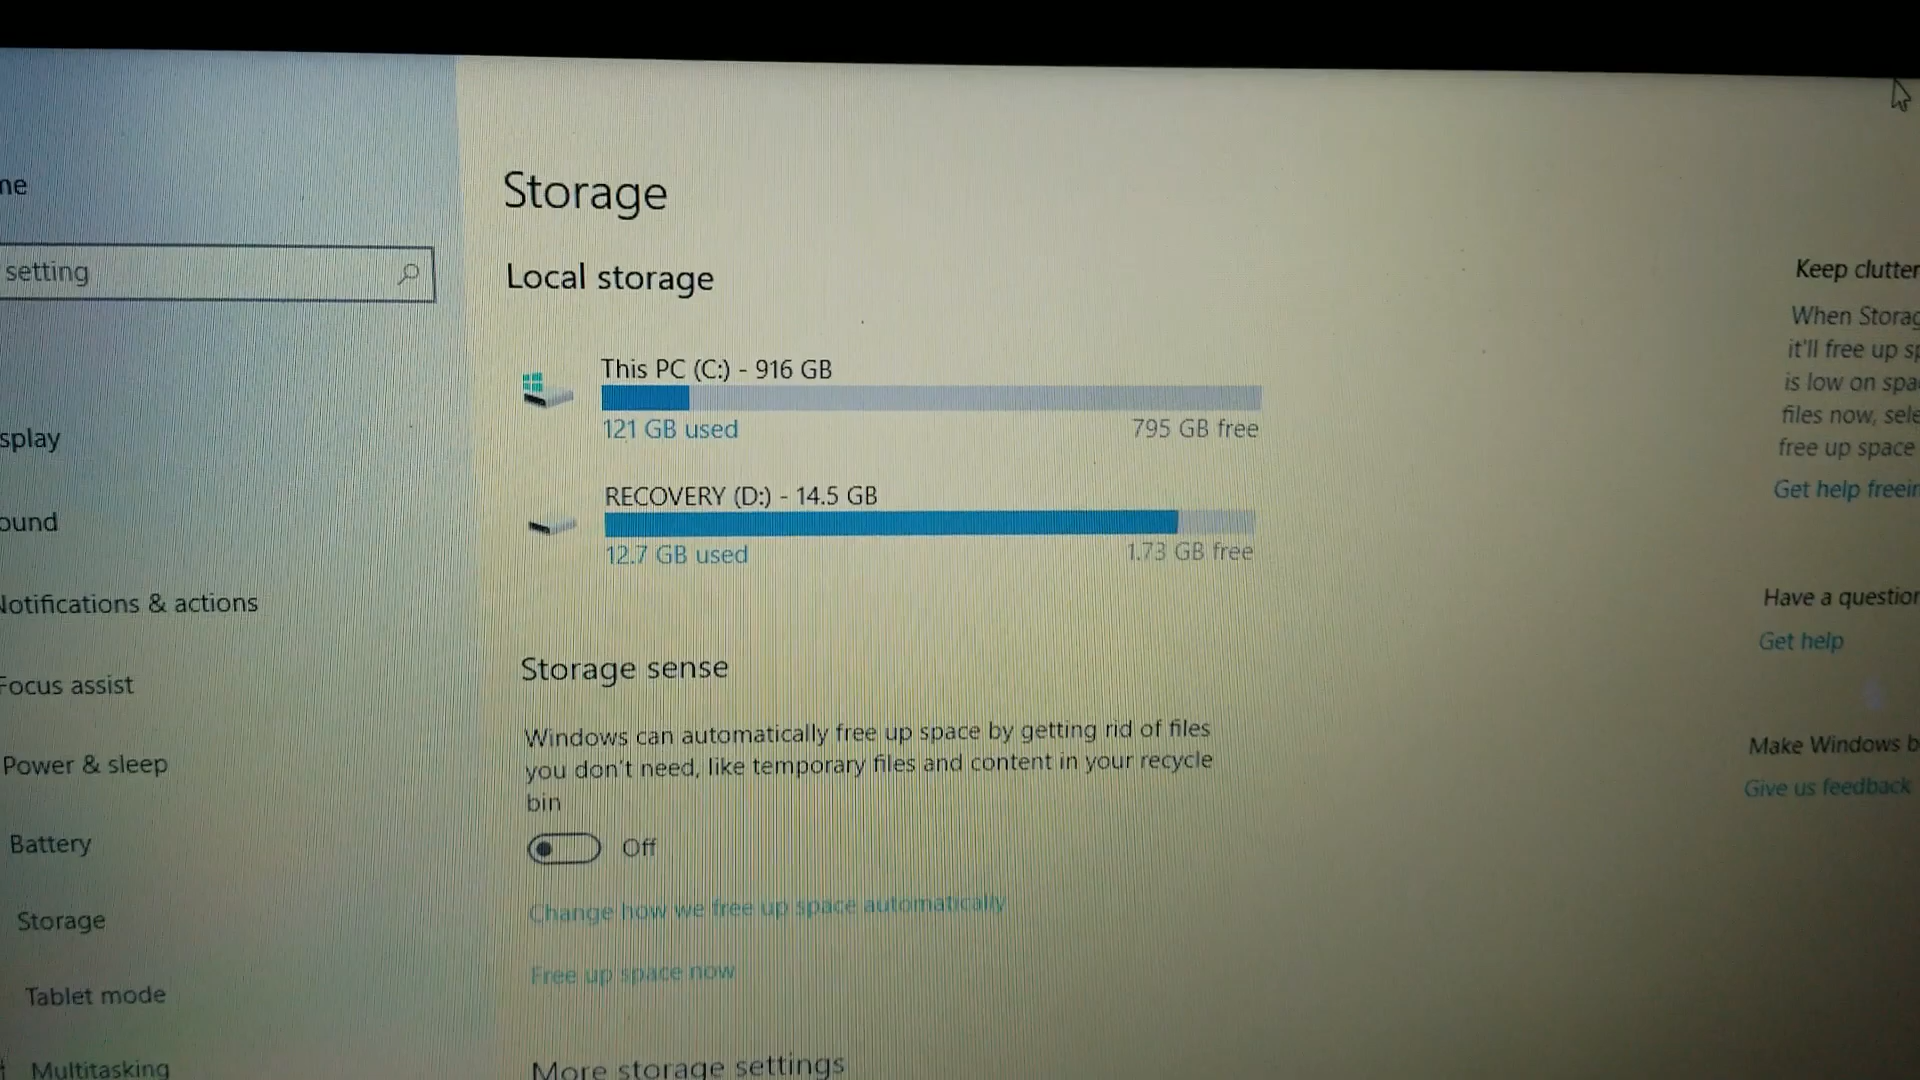 me
setting
splay
ound
Notifications & actions
Focus assist
Power & sleep
Battery
Storage
Tablet mode
Multitasking
Storage
Local storage
This PC (C:) - 916 GB
121 GB used
795 GB free
RECOVERY (D:) - 14.5 GB
12.7 GB used
1.73 GB free
Storage sense
Windows can automatically free up space by getting rid of files
you don't need, like temporary files and content in your recycle
bin
Off
Change how we free up space automatically
Free up space now
More storage settings
Keep clutter
When Storag
it'll free up sp
is low on spa
files now, sele
free up space
Get help freein
Have a question
Get help
Make Windows b
Give us feedback